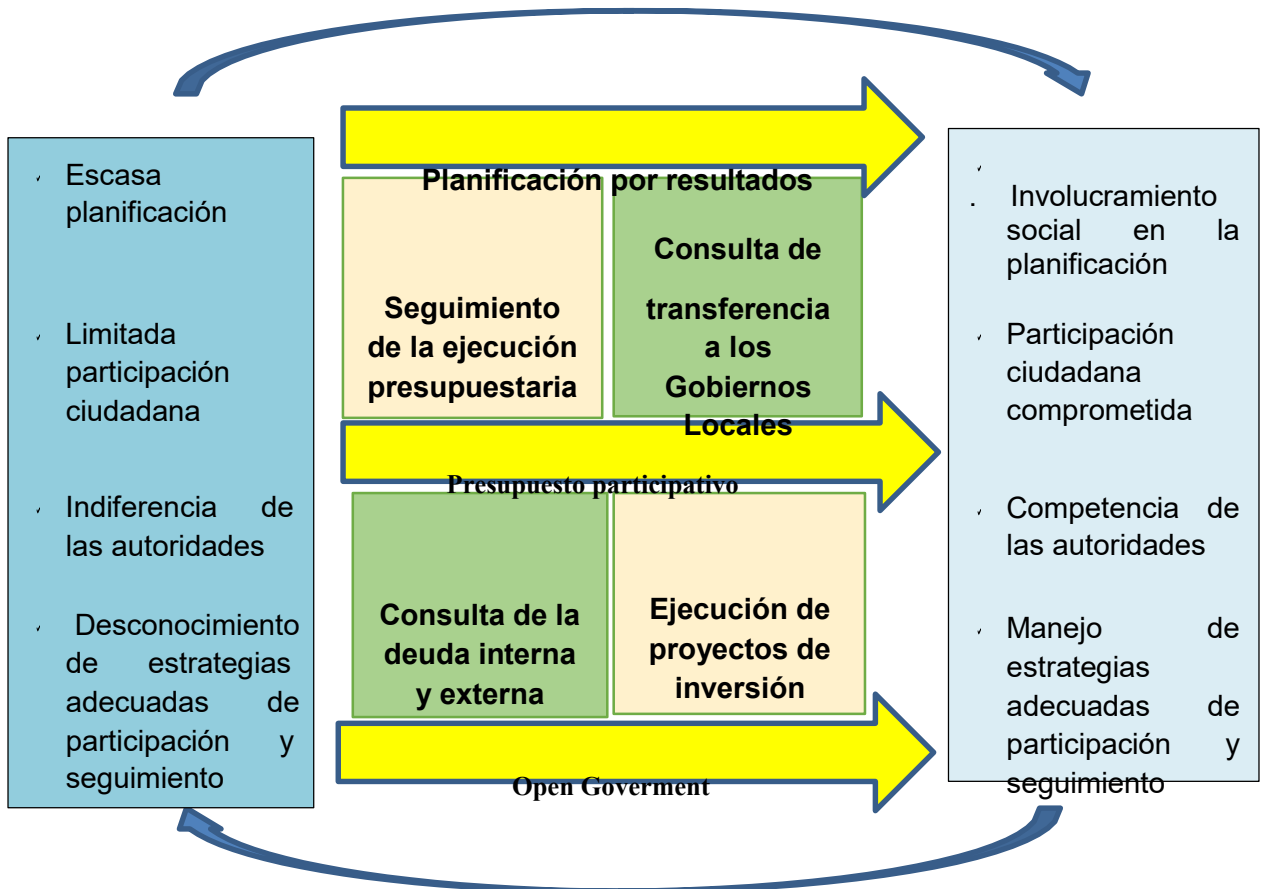 Escasa
planificación
Limitada
participación
ciudadana
Indiferencia de
las autoridades
Desconocimiento
de estrategias
adecuadas de
participación y
seguimiento
Planificación por resultados
Seguimiento
de la ejecución
presupuestaria
Consulta de
transferencia
a los
Gobiernos
Locales
Presupuesto participativo
Consulta de la
deuda interna
y externa
Ejecución de
proyectos de
inversión
Open Goverment
. Involucramiento
social en la
planificación
Participación
ciudadana
comprometida
Competencia de
las autoridades
Manejo de
estrategias
adecuadas de
participación y
seguimiento